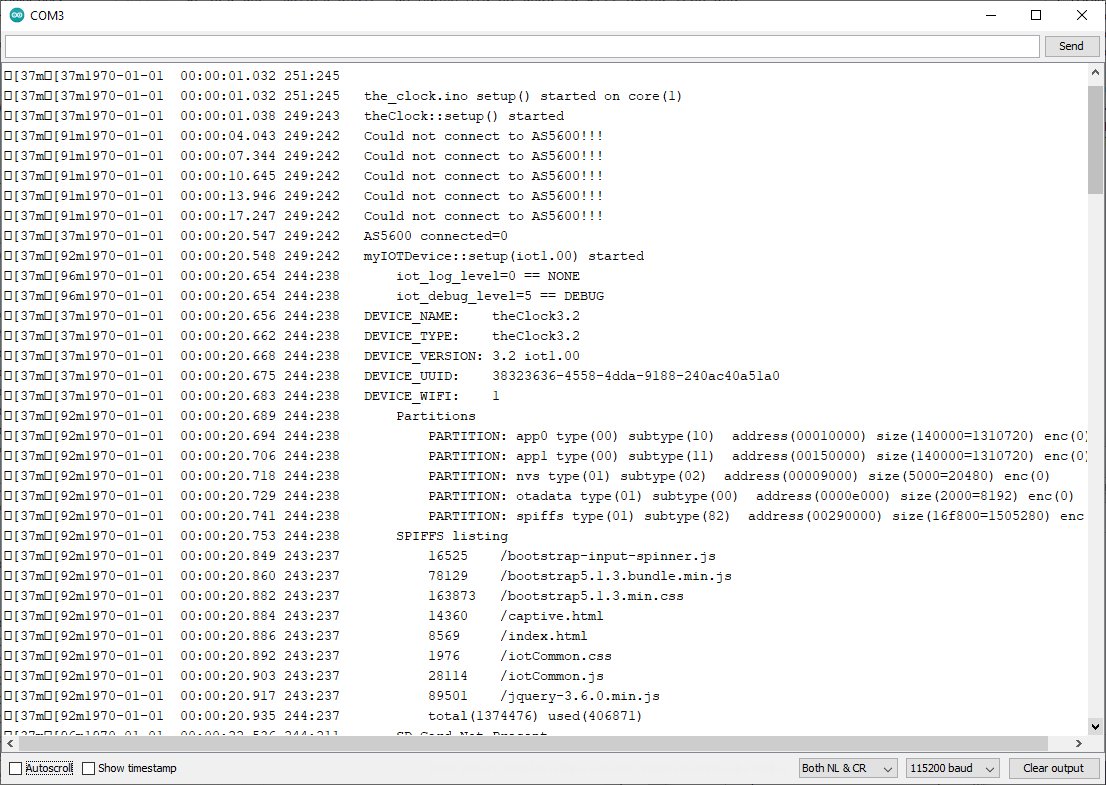 COM3
Send
□[37m□[37m1970-01-01  00:00:01.032 251:245
□[37m□[37m1970-01-01  00:00:01.032 251:245   the_clock.ino setup() started on core(1)
□[37m□[37m1970-01-01  00:00:01.038 249:243   theClock::setup() started
□[37m□[91m1970-01-01  00:00:04.043 249:242   Could not connect to AS5600!!!
□[37m□[91m1970-01-01  00:00:07.344 249:242   Could not connect to AS5600!!!
□[37m□[91m1970-01-01  00:00:10.645 249:242   Could not connect to AS5600!!!
□[37m□[91m1970-01-01  00:00:13.946 249:242   Could not connect to AS5600!!!
□[37m□[91m1970-01-01  00:00:17.247 249:242   Could not connect to AS5600!!!
□[37m□[37m1970-01-01  00:00:20.547 249:242   AS5600 connected=0
□[37m□[92m1970-01-01  00:00:20.548 249:242   myIOTDevice::setup(iot1.00) started
□[37m□[96m1970-01-01  00:00:20.654 244:238       iot_log_level=0 == NONE
□[37m□[96m1970-01-01  00:00:20.654 244:238       iot_debug_level=5 == DEBUG
□[37m□[37m1970-01-01  00:00:20.656 244:238   DEVICE_NAME:    theClock3.2
□[37m□[37m1970-01-01  00:00:20.662 244:238   DEVICE_TYPE:    theClock3.2
□[37m□[37m1970-01-01  00:00:20.668 244:238   DEVICE_VERSION: 3.2 iot1.00
□[37m□[37m1970-01-01  00:00:20.675 244:238   DEVICE_UUID:    38323636-4558-4dda-9188-240ac40a51a0
□[37m□[37m1970-01-01  00:00:20.683 244:238   DEVICE_WIFI:    1
□[37m□[92m1970-01-01  00:00:20.689 244:238       Partitions
□[37m□[92m1970-01-01  00:00:20.694 244:238           PARTITION: app0 type(00) subtype(10)  address(00010000) size(140000=1310720) enc(0)
□[37m□[92m1970-01-01  00:00:20.706 244:238           PARTITION: app1 type(00) subtype(11)  address(00150000) size(140000=1310720) enc(0)
□[37m□[92m1970-01-01  00:00:20.718 244:238           PARTITION: nvs type(01) subtype(02)  address(00009000) size(5000=20480) enc(0)
□[37m□[92m1970-01-01  00:00:20.729 244:238           PARTITION: otadata type(01) subtype(00)  address(0000e000) size(2000=8192) enc(0)
□[37m□[92m1970-01-01  00:00:20.741 244:238           PARTITION: spiffs type(01) subtype(82)  address(00290000) size(16f800=1505280) enc
□[37m□[92m1970-01-01  00:00:20.753 244:238       SPIFFS listing
□[37m□[92m1970-01-01  00:00:20.849 243:237           16525    /bootstrap-input-spinner.js
□[37m□[92m1970-01-01  00:00:20.860 243:237           78129    /bootstrap5.1.3.bundle.min.js
□[37m□[92m1970-01-01  00:00:20.882 243:237           163873   /bootstrap5.1.3.min.css
□[37m□[92m1970-01-01  00:00:20.884 243:237           14360    /captive.html
□[37m□[92m1970-01-01  00:00:20.886 243:237           8569     /index.html
□[37m□[92m1970-01-01  00:00:20.892 243:237           1976     /iotCommon.css
□[37m□[92m1970-01-01  00:00:20.903 243:237           28114    /iotCommon.js
□[37m□[92m1970-01-01  00:00:20.917 243:237           89501    /jquery-3.6.0.min.js
□[37m□[92m1970-01-01  00:00:20.935 244:237           total(1374476) used(406871)
Autoscroll
Show timestamp
Both NL & CR
115200 baud
Clear output